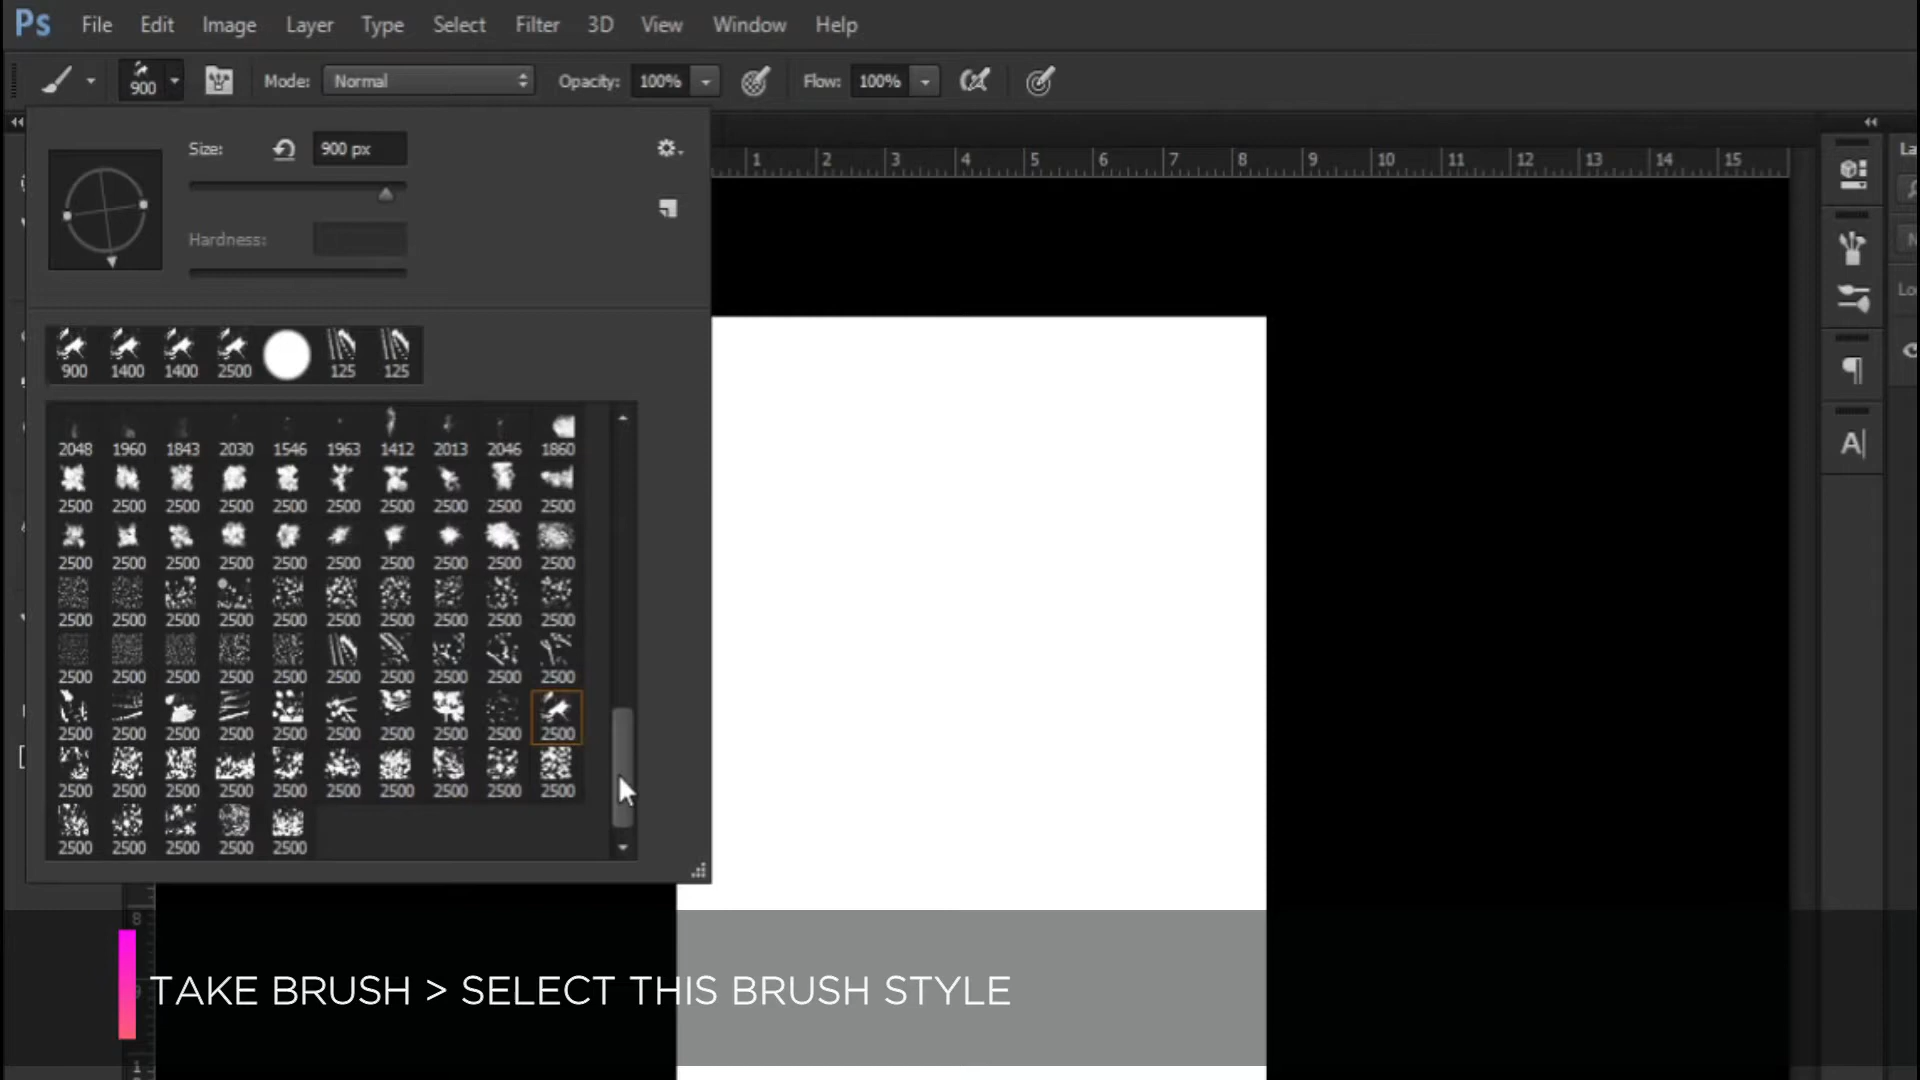 Ps File Edit Image Layer Type Select Filter 3D View Window Help
900 Mode: Normal Opacity: 100% Flow: 100%
Size: 900 px
Hardness:
1 2 3 4 5 6 7 8 9 10 11 12 13 14 15
La
N
Lo
A
900 1400 1400 2500 125 125
2048 1960 1843 2030 1546 1963 1412 2013 2046 1860
2500 2500 2500 2500 2500 2500 2500 2500 2500 2500
2500 2500 2500 2500 2500 2500 2500 2500 2500 2500
2500 2500 2500 2500 2500 2500 2500 2500 2500 2500
2500 2500 2500 2500 2500 2500 2500 2500 2500 2500
2500 2500 2500 2500 2500 2500 2500 2500 2500 2500
2500 2500 2500 2500 2500 2500 2500 2500 2500 2500
2500 2500 2500 2500 2500
8
TAKE BRUSH > SELECT THIS BRUSH STYLE